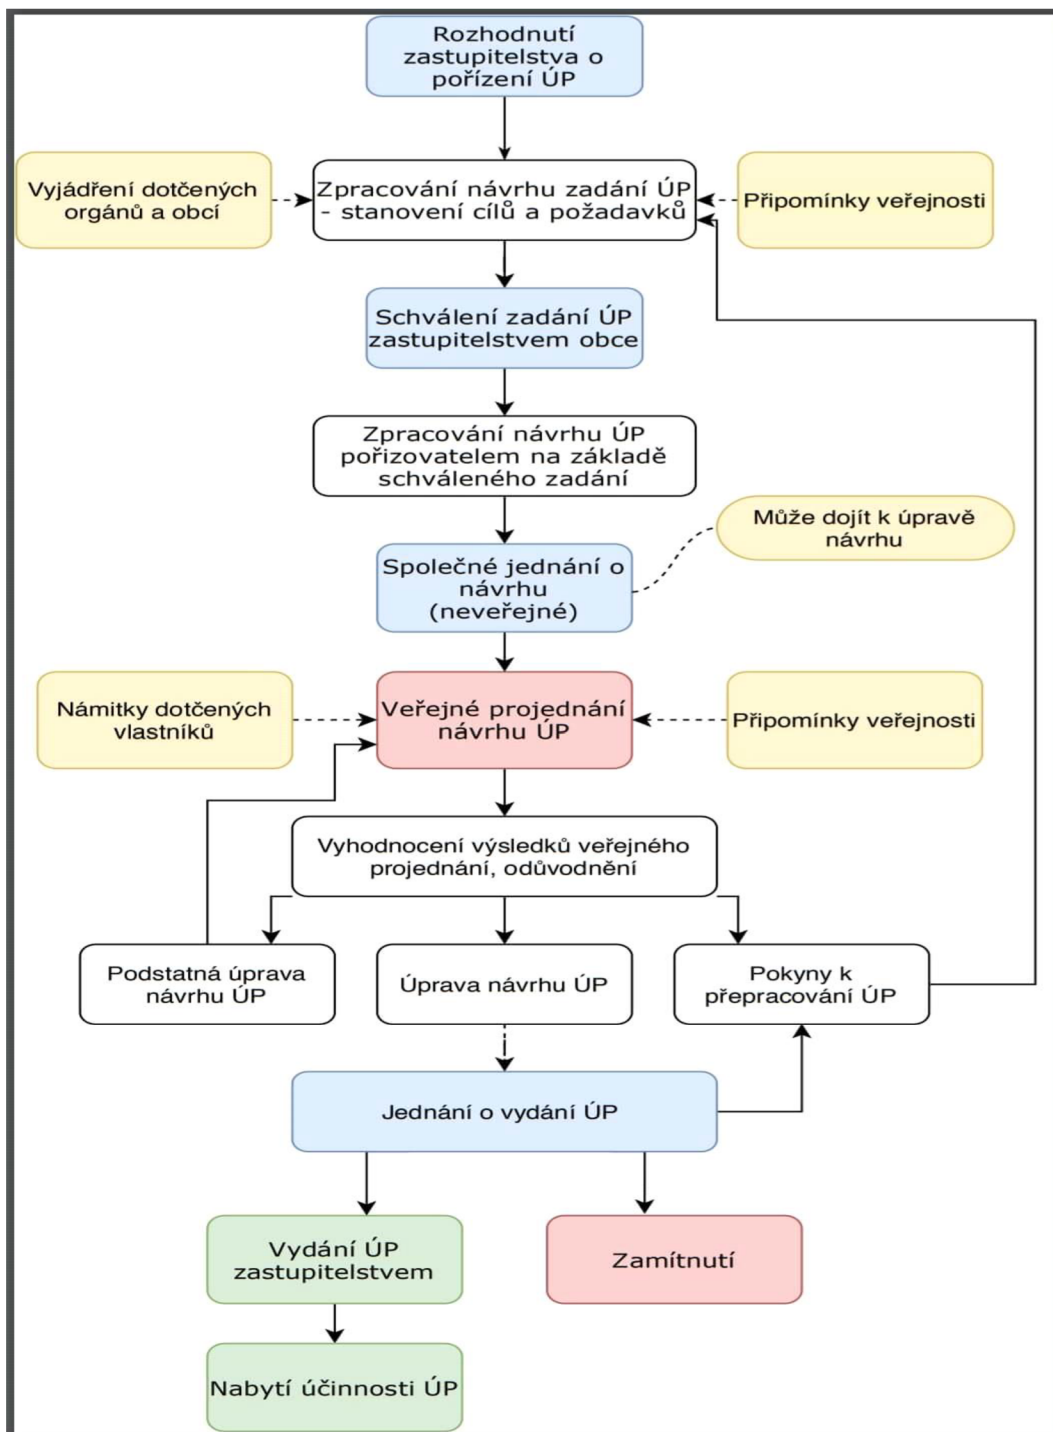 Rozhodnutí
zastupitelstva o
pořízení ÚP
Vyjádření dotčených
orgánů a obcí
Zpracování návrhu zadání ÚP
- stanovení cílů a požadavků
Připomínky veřejnosti
Schválení zadání ÚP
zastupitelstvem obce
Zpracování návrhu ÚP
pořizovatelem na základě
schváleného zadání
Může dojít k úpravě
návrhu
Společné jednání o
návrhu
(neveřejné)
Námitky dotčených
vlastníků
Veřejné projednání
návrhu ÚP
Připomínky veřejnosti
Vyhodnocení výsledků veřejného
projednání, odůvodnění
Podstatná úprava
návrhu ÚP
Úprava návrhu ÚP
Pokyny k
přepracování ÚP
Jednání o vydání ÚP
Vydání ÚP
zastupitelstvem
Zamítnutí
Nabytí účinnosti ÚP